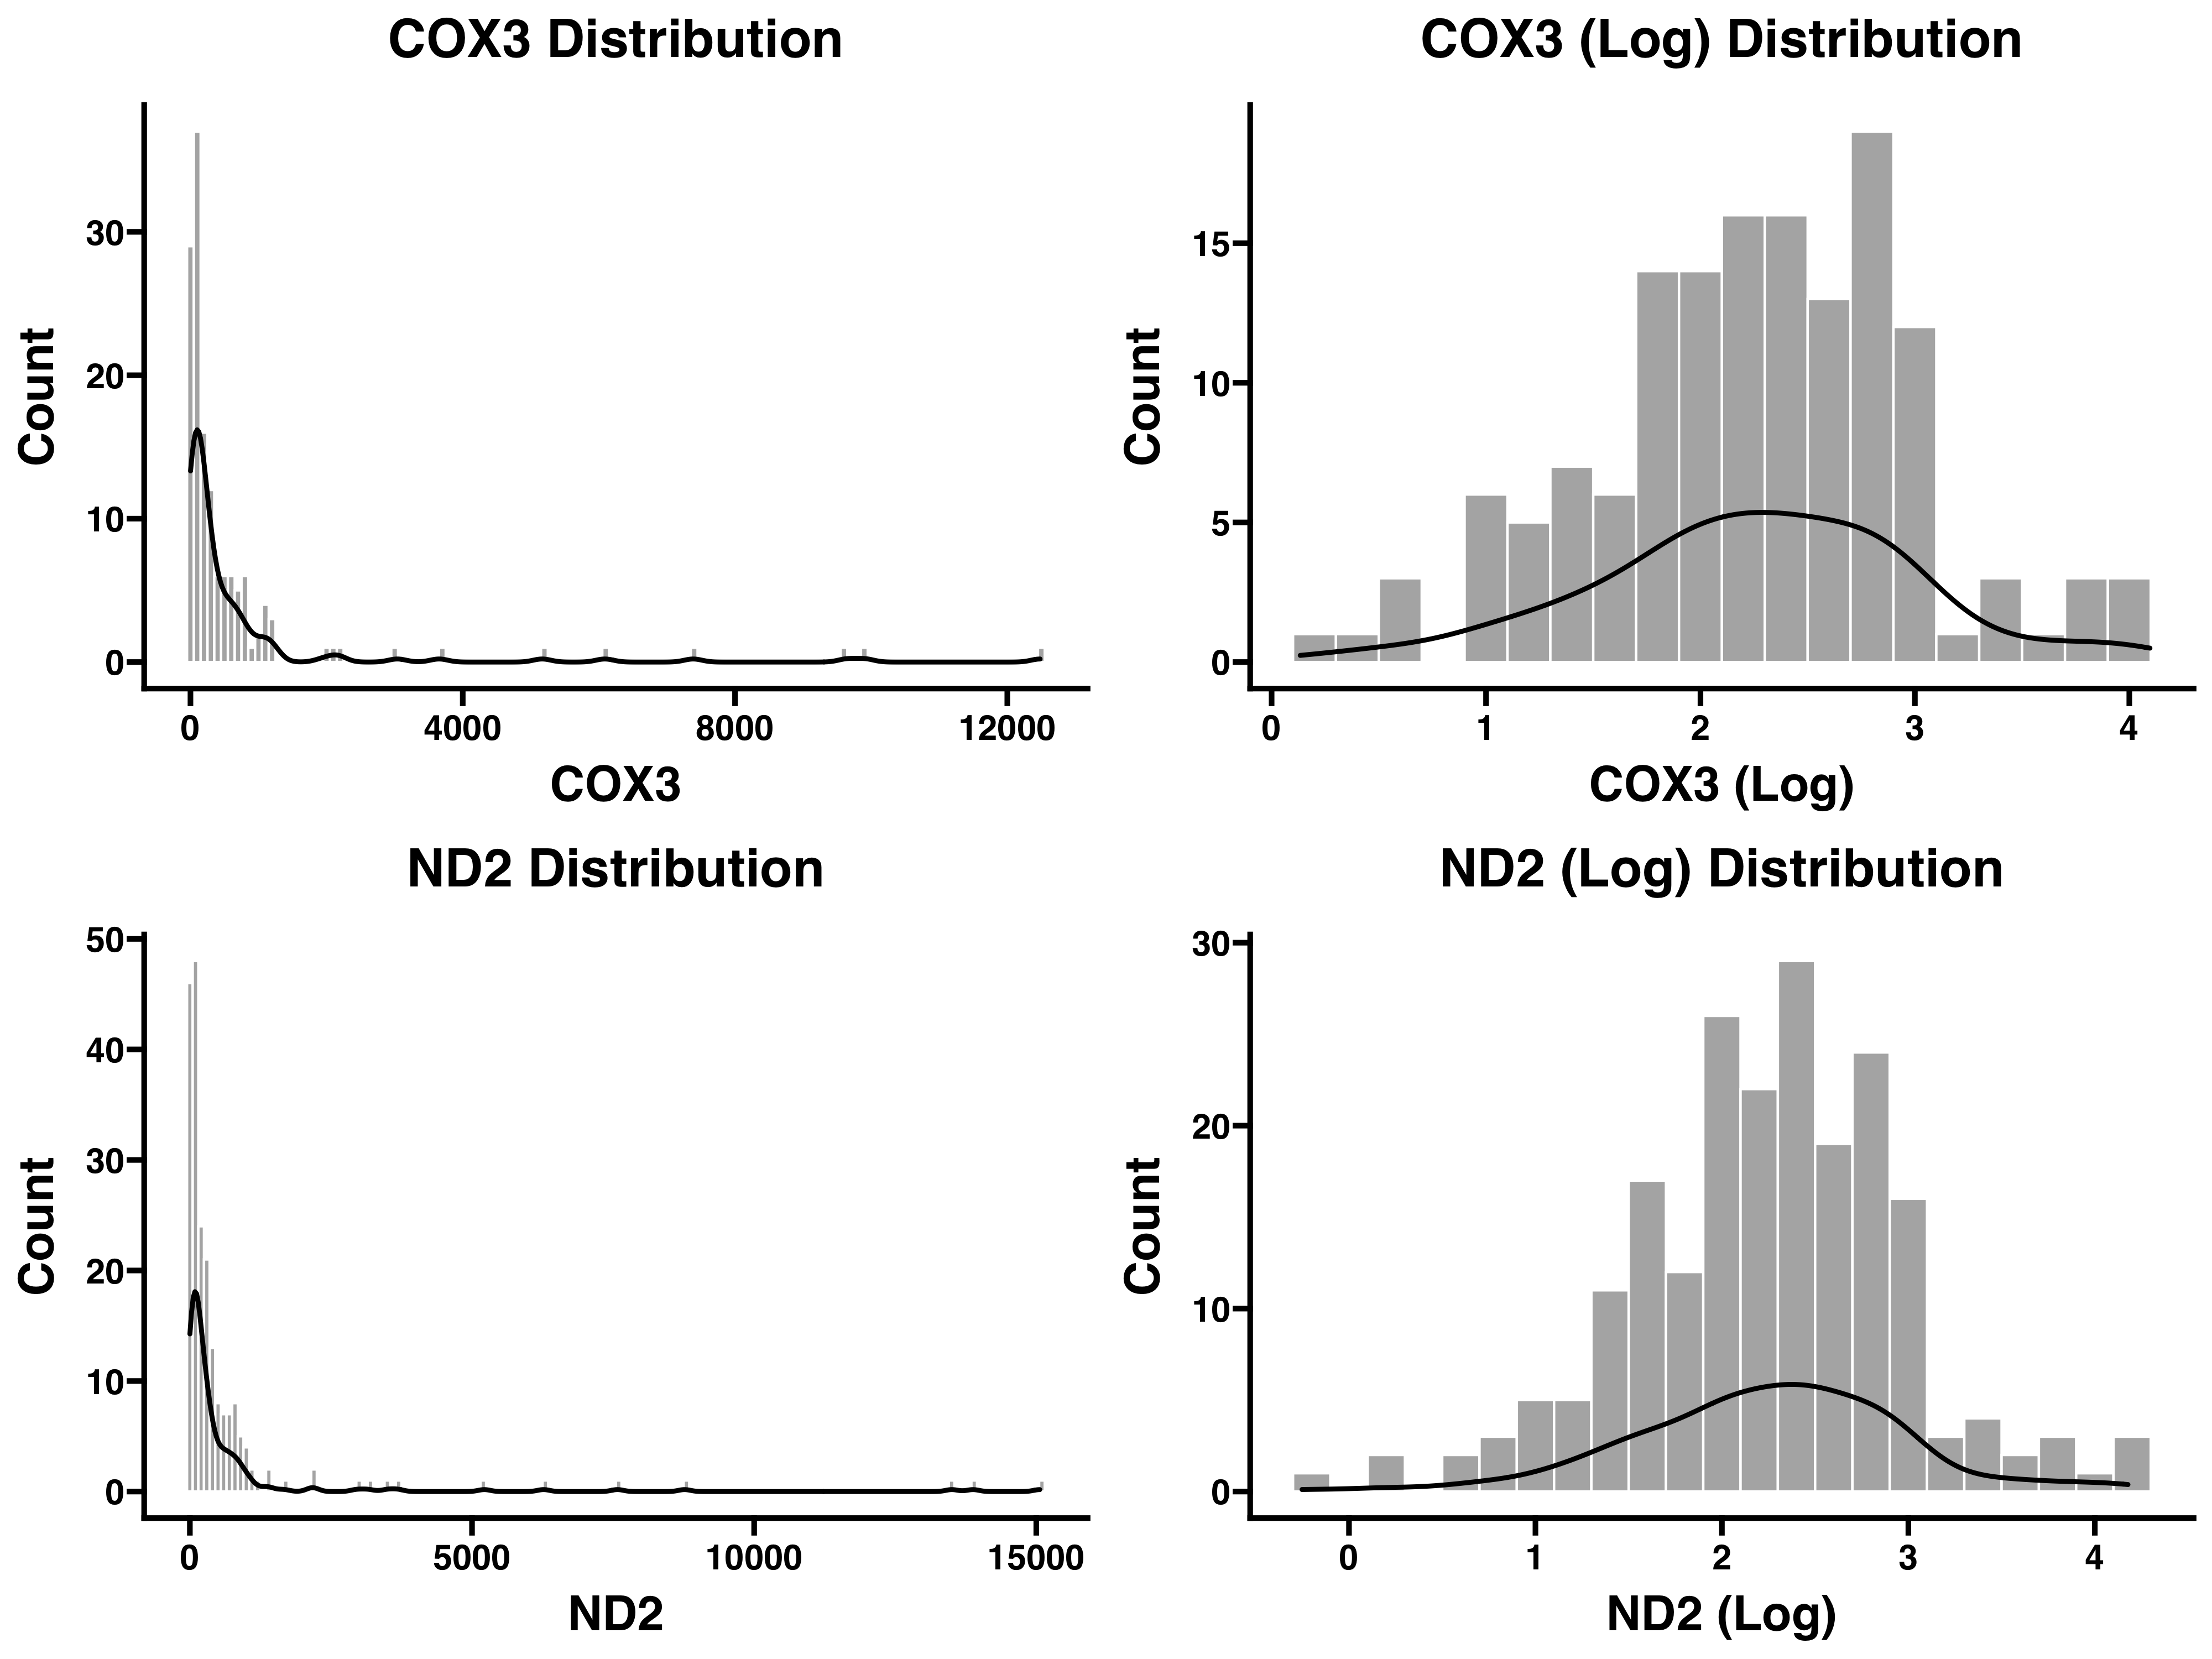 COX3 Distribution
Count
30
20
10
0
0 4000 8000 12000
COX3
COX3 (Log) Distribution
Count
15
10
5
0
0 1 2 3 4
COX3 (Log)
ND2 Distribution
Count
50
40
30
20
10
0
0 5000 10000 15000
ND2
ND2 (Log) Distribution
Count
30
20
10
0
0 1 2 3 4
ND2 (Log)